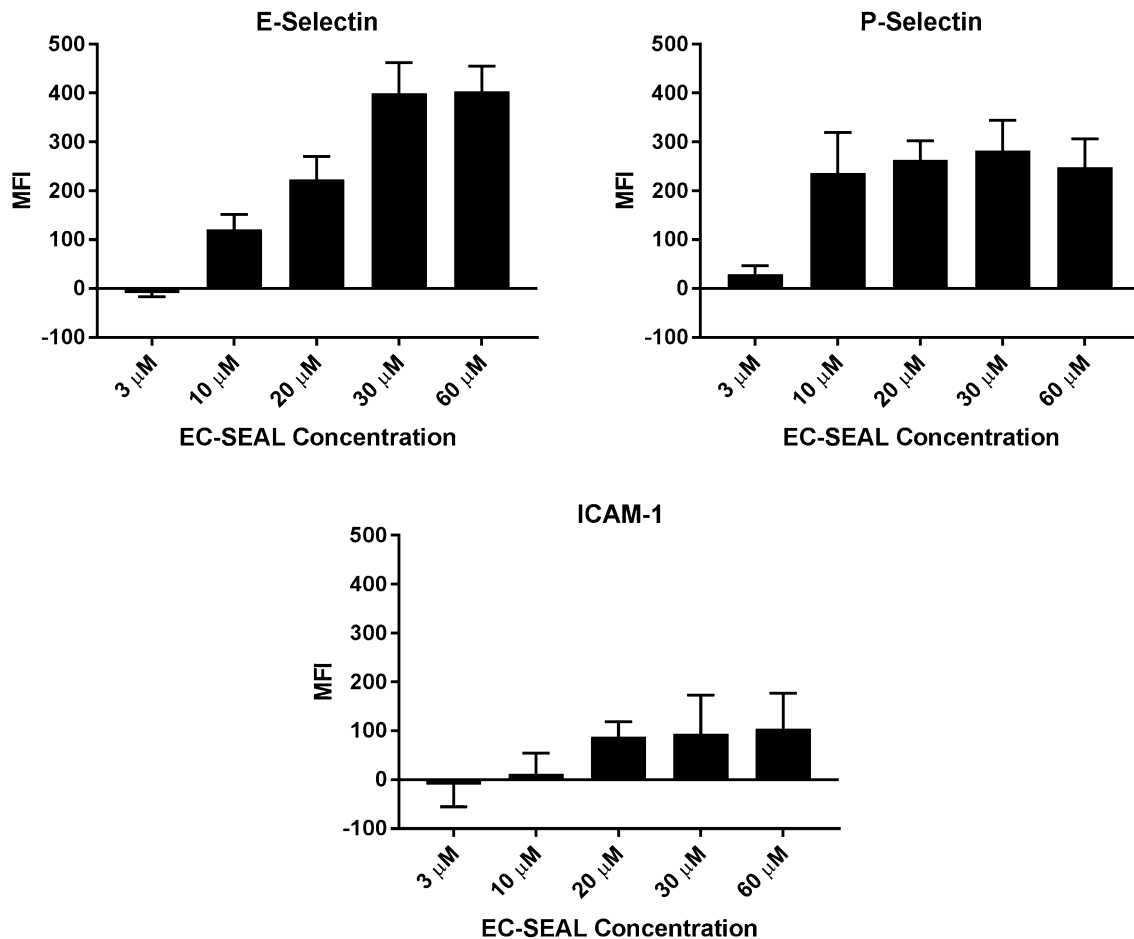 E-Selectin
500
400
300
200
100
0
-100
MFI
3 μM
10 μM
20 μM
30 μM
60 μM
EC-SEAL Concentration
P-Selectin
500
400
300
200
100
0
-100
MFI
3 μM
10 μM
20 μM
30 μM
60 μM
EC-SEAL Concentration
ICAM-1
500
400
300
200
100
0
-100
MFI
3 μM
10 μM
20 μM
30 μM
60 μM
EC-SEAL Concentration